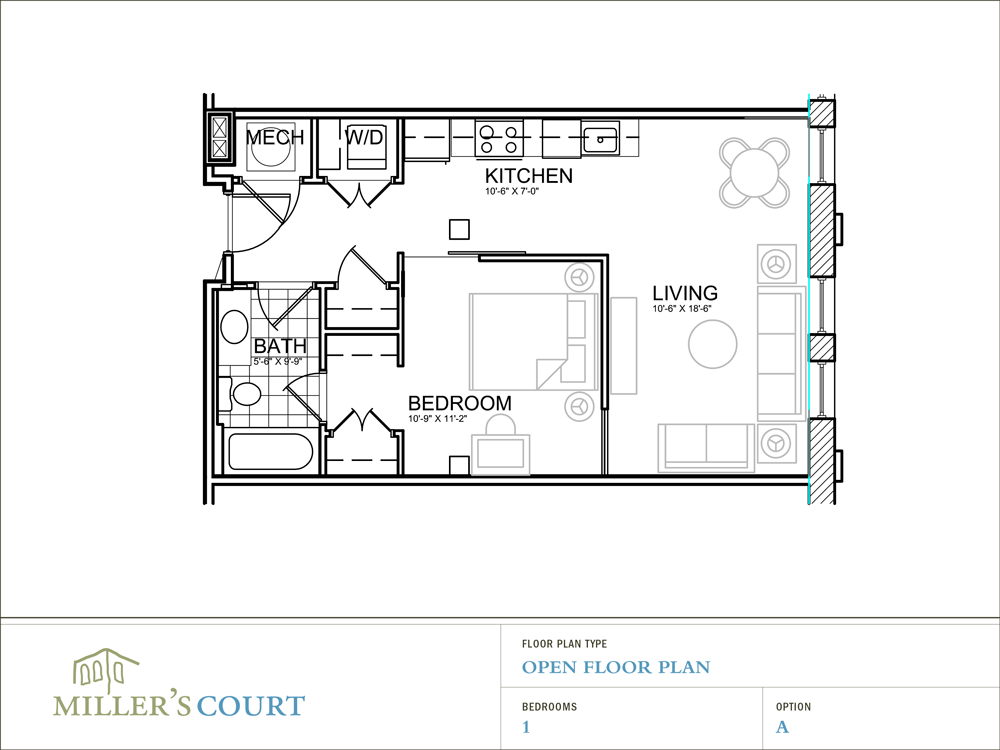 MECH
W/D
KITCHEN
10'-6" X 7'-0"
LIVING
10'-6" X 18'-6"
BATH
5'-6" X 9'-9"
BEDROOM
10'-9" X 11'-2"
MILLER'S COURT
FLOOR PLAN TYPE
OPEN FLOOR PLAN
BEDROOMS
1
OPTION
A